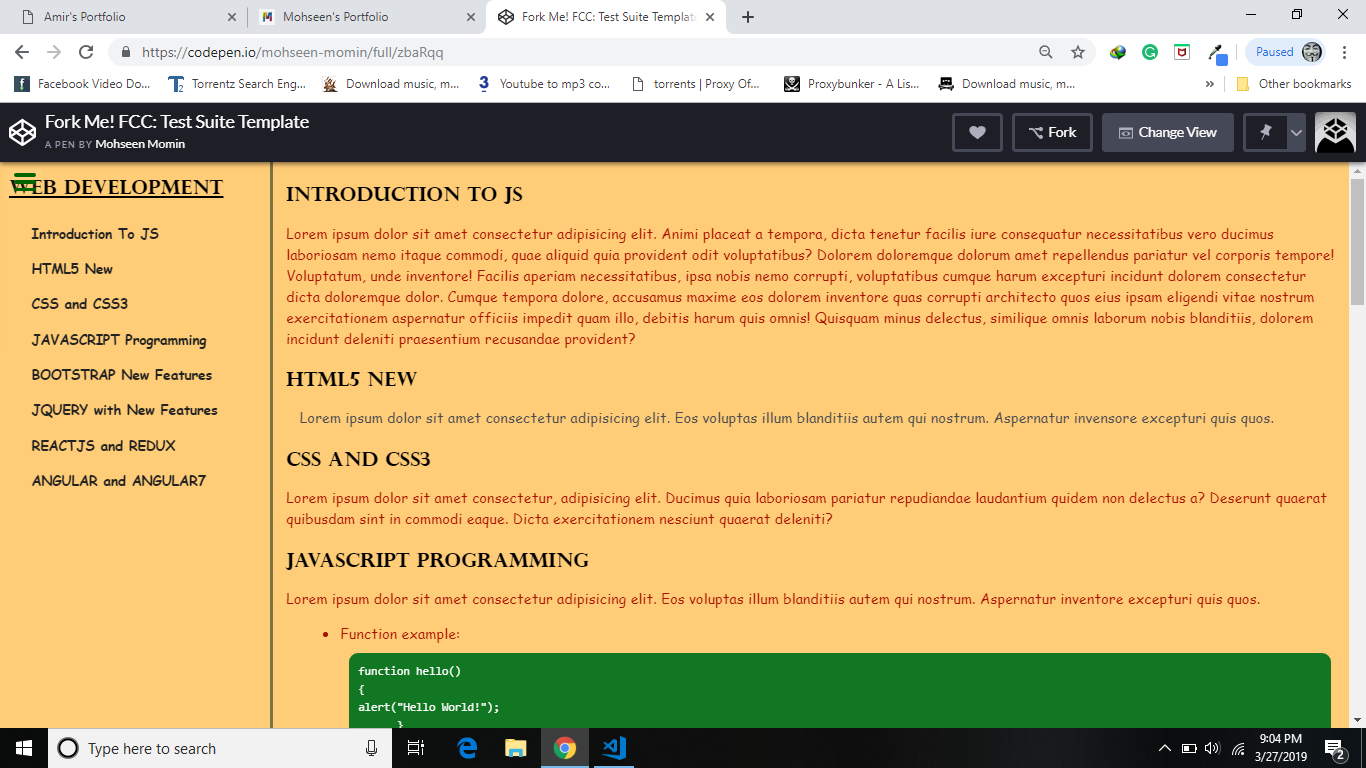 Amir's Portfolio
Mohseen's Portfolio
Fork Me! FCC: Test Suite Template
https://codepen.io/mohseen-momin/full/zbaRqq
Paused
Facebook Video Do...
Torrentz Search Eng...
Download music, m...
Youtube to mp3 co...
torrents | Proxy Of...
Proxybunker - A Lis...
Download music, m...
Other bookmarks
Fork Me! FCC: Test Suite Template
A PEN BY Mohseen Momin
Fork
Change View
WEB DEVELOPMENT
Introduction To JS
HTML5 New
CSS and CSS3
JAVASCRIPT Programming
BOOTSTRAP New Features
JQUERY with New Features
REACTJS and REDUX
ANGULAR and ANGULAR7
INTRODUCTION TO JS
Lorem ipsum dolor sit amet consectetur adipisicing elit. Animi placeat a tempora, dicta tenetur facilis iure consequatur necessitatibus vero ducimus
laboriosam nemo itaque commodi, quae aliquid quia provident odit voluptatibus? Dolorem doloremque dolorum amet repellendus pariatur vel corporis tempore!
Voluptatum, unde inventore! Facilis aperiam necessitatibus, ipsa nobis nemo corrupti, voluptatibus cumque harum excepturi incidunt dolorem consectetur
dicta doloremque dolor. Cumque tempora dolore, accusamus maxime eos dolorem inventore quas corrupti architecto quos eius ipsam eligendi vitae nostrum
exercitationem aspernatur officiis impedit quam illo, debitis harum quis omnis! Quisquam minus delectus, similique omnis laborum nobis blanditiis, dolorem
incidunt deleniti praesentium recusandae provident?
HTML5 NEW
Lorem ipsum dolor sit amet consectetur adipisicing elit. Eos voluptas illum blanditiis autem qui nostrum. Aspernatur invensore excepturi quis quos.
CSS AND CSS3
Lorem ipsum dolor sit amet consectetur, adipisicing elit. Ducimus quia laboriosam pariatur repudiandae laudantium quidem non delectus a? Deserunt quaerat
quibusdam sint in commodi eaque. Dicta exercitationem nesciunt quaerat deleniti?
JAVASCRIPT PROGRAMMING
Lorem ipsum dolor sit amet consectetur adipisicing elit. Eos voluptas illum blanditiis autem qui nostrum. Aspernatur inventore excepturi quis quos.
• Function example:
function hello()
{
alert("Hello World!");
}
Type here to search
9:04 PM
3/27/2019
2